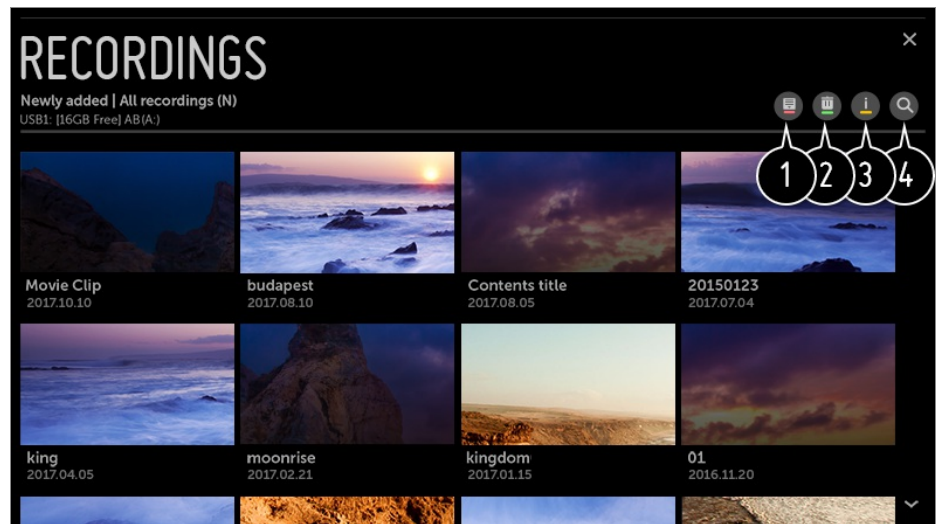 RECORDINGS
Newly added | All recordings (N)
USB1: [16GB Free] AB(A:)
1 2 3 4
Movie Clip
2017.10.10
budapest
2017.08.10
Contents title
2017.08.05
20150123
2017.07.04
king
2017.04.05
moonrise
2017.02.21
kingdom
2017.01.15
01
2016.11.20